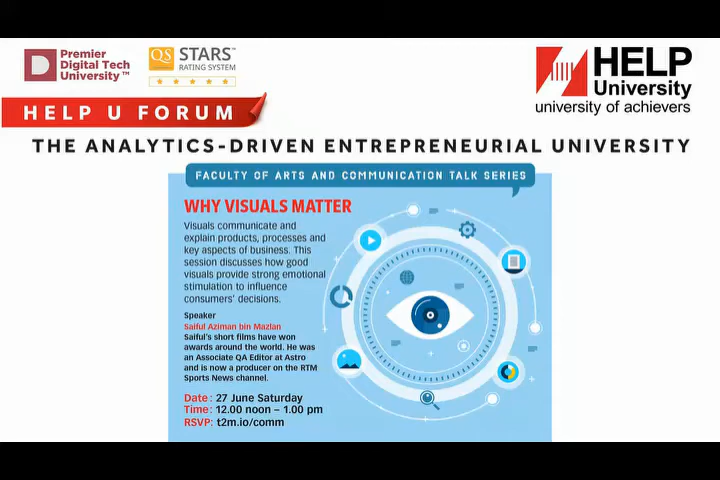 Premier
Digital Tech
University™
QS STARS™
RATING SYSTEM
HELP
University
university of achievers
HELP U FORUM
THE ANALYTICS-DRIVEN ENTREPRENEURIAL UNIVERSITY
FACULTY OF ARTS AND COMMUNICATION TALK SERIES
WHY VISUALS MATTER
Visuals communicate and
explain products, processes and
key aspects of business. This
session discusses how good
visuals provide strong emotional
stimulation to influence
consumers' decisions.
Speaker
Saiful Aziman bin Mazlan
Saiful's short films have won
awards around the world. He was
an Associate QA Editor at Astro
and is now a producer on the RTM
Sports News channel.
Date : 27 June Saturday
Time : 12.00 noon – 1.00 pm
RSVP: t2m.io/comm